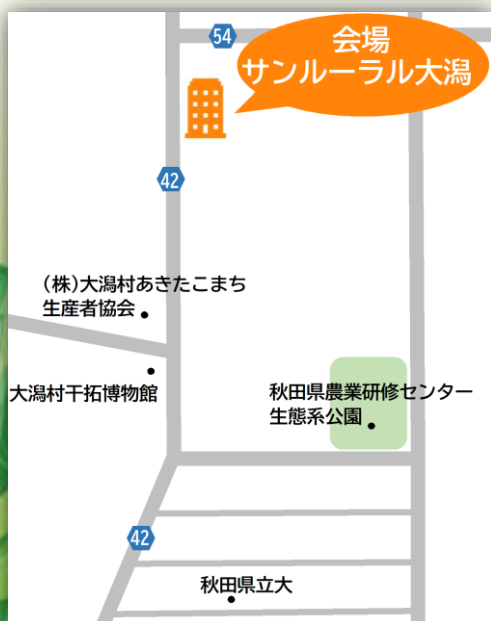 54
会場
サンルーラル大潟
42
(株)大潟村あきたこまち
生産者協会
大潟村干拓博物館
秋田県農業研修センター
生態系公園
42
秋田県立大